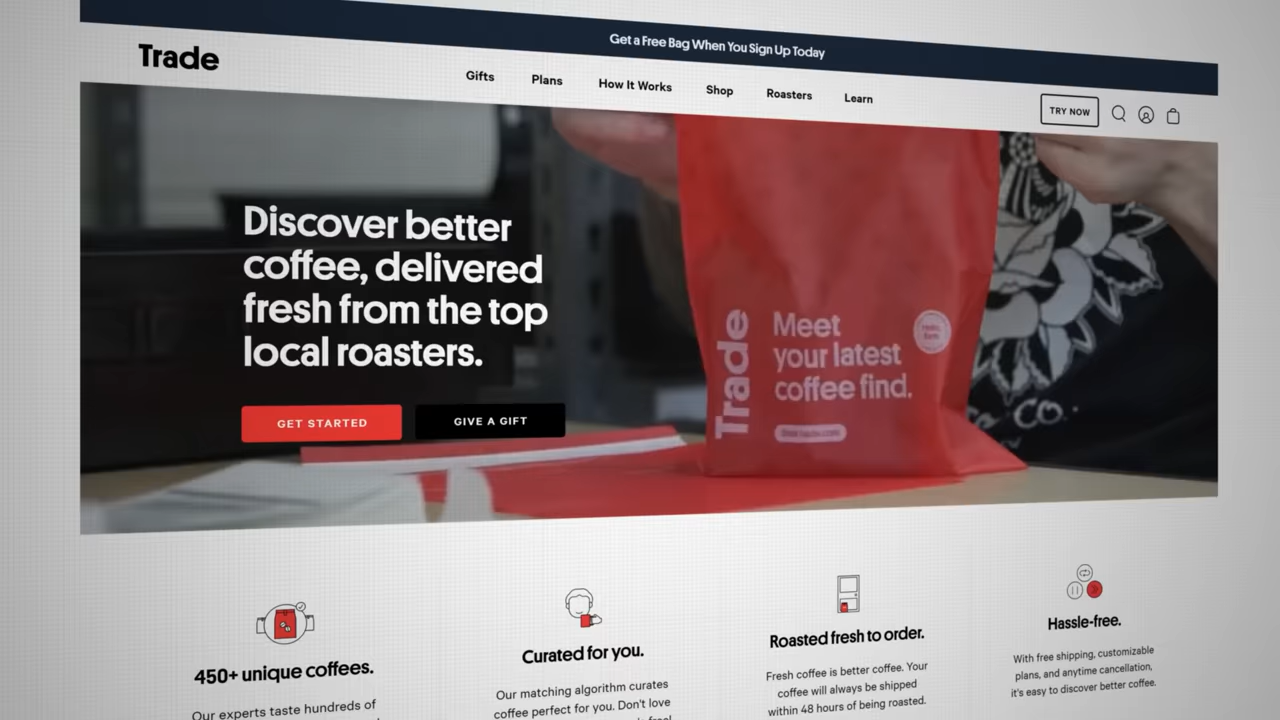 Get a Free Bag When You Sign Up Today
Trade
Gifts
Plans
How It Works
Shop
Roasters
Learn
TRY NOW
Discover better
coffee, delivered
fresh from the top
local roasters.
GET STARTED
GIVE A GIFT
Trade
Meet
your latest
coffee find.
CO.
450+ unique coffees.
Our experts taste hundreds of
Curated for you.
Our matching algorithm curates
coffee perfect for you. Don't love
Roasted fresh to order.
Fresh coffee is better coffee. Your
coffee will always be shipped
within 48 hours of being roasted.
Hassle-free.
With free shipping, customizable
plans, and anytime cancellation,
it's easy to discover better coffee.